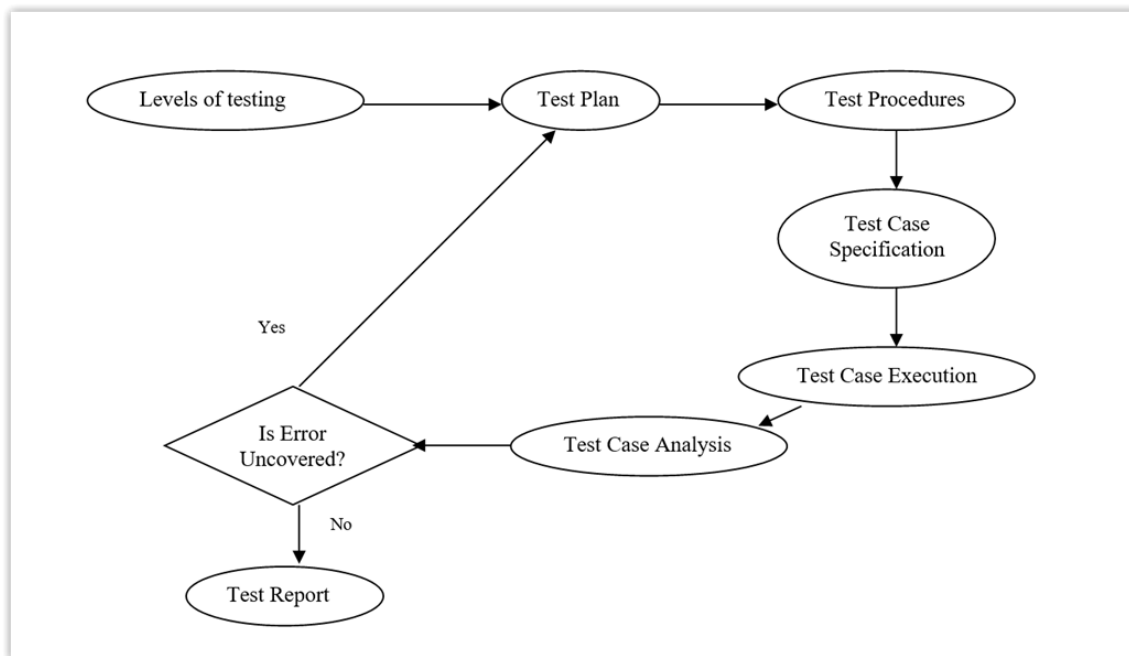 Levels of testing
Test Plan
Test Procedures
Test Case
Specification
Yes
Test Case Execution
Is Error
Uncovered?
Test Case Analysis
No
Test Report